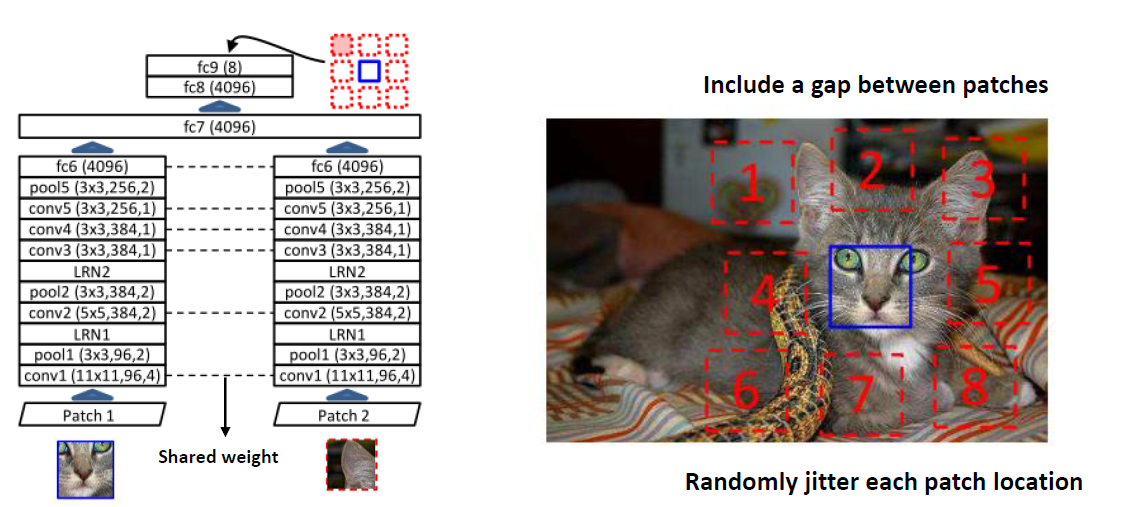 fc9 (8)
fc8 (4096)
fc7 (4096)
fc6 (4096)
pool5 (3x3,256,2)
conv5 (3x3,256,1)
conv4 (3x3,384,1)
conv3 (3x3,384,1)
LRN2
pool2 (3x3,384,2)
conv2 (5x5,384,2)
LRN1
pool1 (3x3,96,2)
conv1 (11x11,96,4)
Patch 1
fc6 (4096)
pool5 (3x3,256,2)
conv5 (3x3,256,1)
conv4 (3x3,384,1)
conv3 (3x3,384,1)
LRN2
pool2 (3x3,384,2)
conv2 (5x5,384,2)
LRN1
pool1 (3x3,96,2)
conv1 (11x11,96,4)
Patch 2
Shared weight
Include a gap between patches
1 2 3
4 5
6 7 8
Randomly jitter each patch location